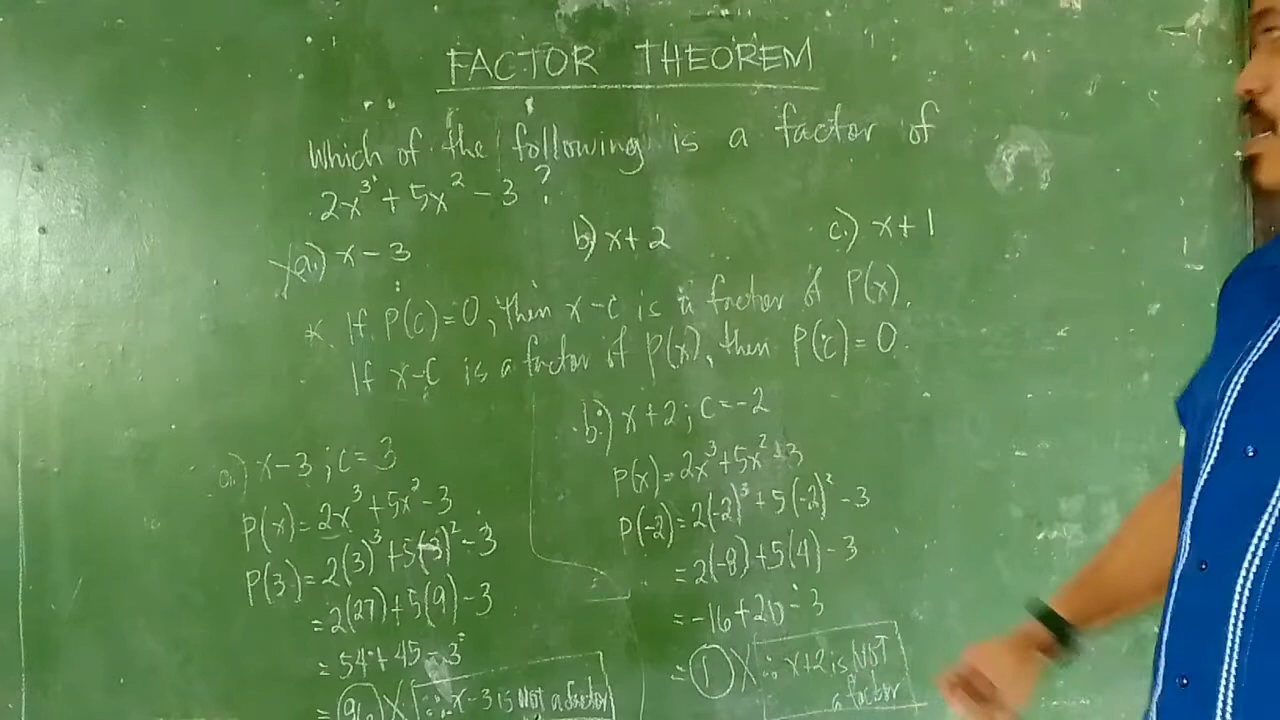 FACTOR THEOREM
Which of the following is a factor of
2x³ + 5x² - 3 ?
a.) x - 3 b) x + 2 c.) x + 1
* If P(c) = 0, then x - c is a factor of P(x).
If x - c is a factor of P(x), then P(c) = 0.
a.) x - 3 ; c = 3
P(x) = 2x³ + 5x² - 3
P(3) = 2(3)³ + 5(3)² - 3
= 2(27) + 5(9) - 3
= 54 + 45 - 3
= 96 X ∴ x - 3 is NOT a factor
b.) x + 2 ; c = -2
P(x) = 2x³ + 5x² + 3
P(-2) = 2(-2)³ + 5(-2)² - 3
= 2(-8) + 5(4) - 3
= -16 + 20 - 3
= 1 X ∴ x + 2 is NOT
a factor